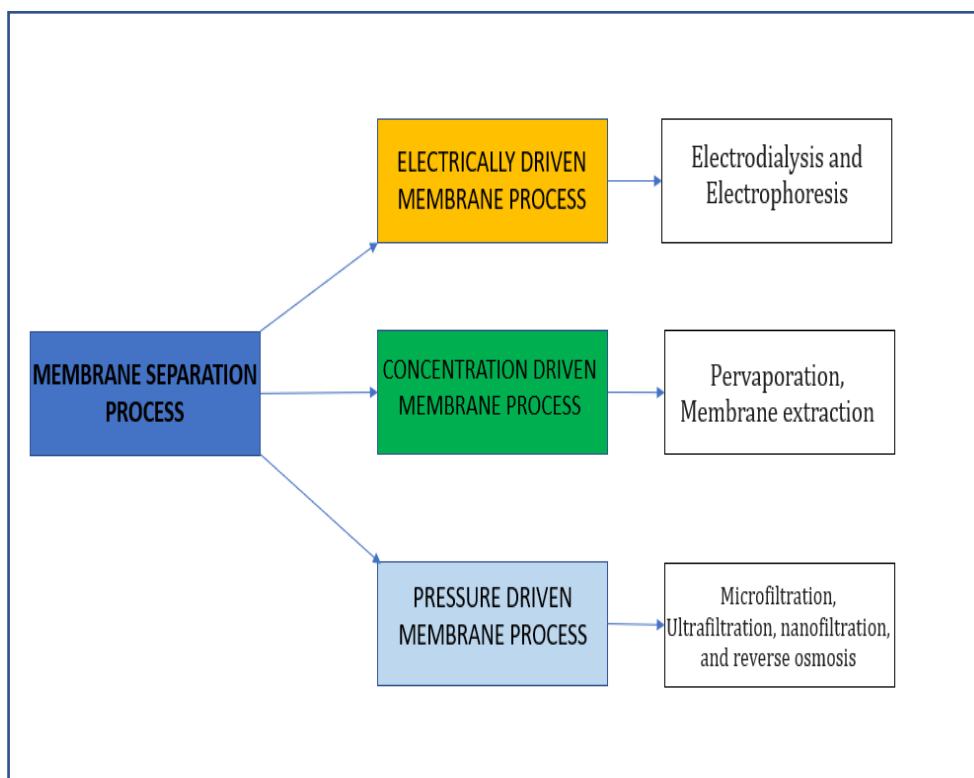 MEMBRANE SEPARATION
PROCESS
ELECTRICALLY DRIVEN
MEMBRANE PROCESS
Electrodialysis and
Electrophoresis
CONCENTRATION DRIVEN
MEMBRANE PROCESS
Pervaporation,
Membrane extraction
PRESSURE DRIVEN
MEMBRANE PROCESS
Microfiltration,
Ultrafiltration, nanofiltration,
and reverse osmosis